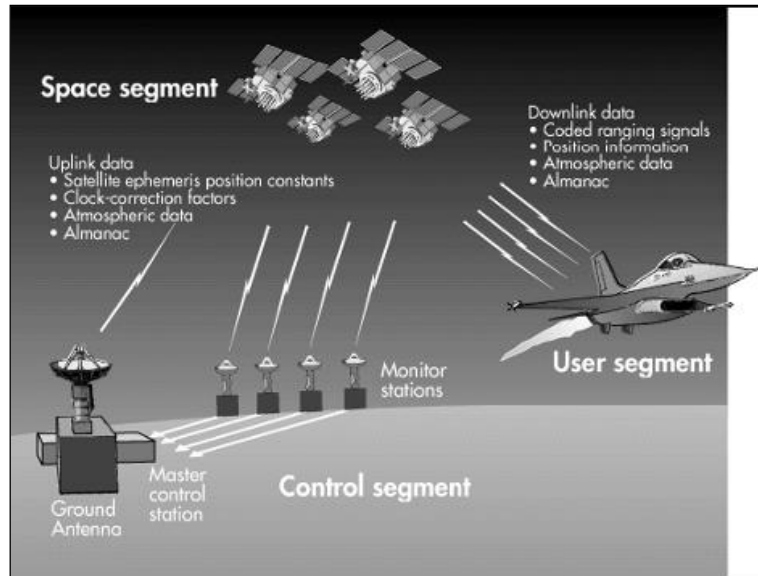 Space segment
Downlink data
• Coded ranging signals
• Position information
• Atmospheric data
• Almanac
Uplink data
• Satellite ephemeris position constants
• Clock-correction factors
• Atmospheric data
• Almanac
Monitor
stations
User segment
Master
control
station
Control segment
Ground
Antenna